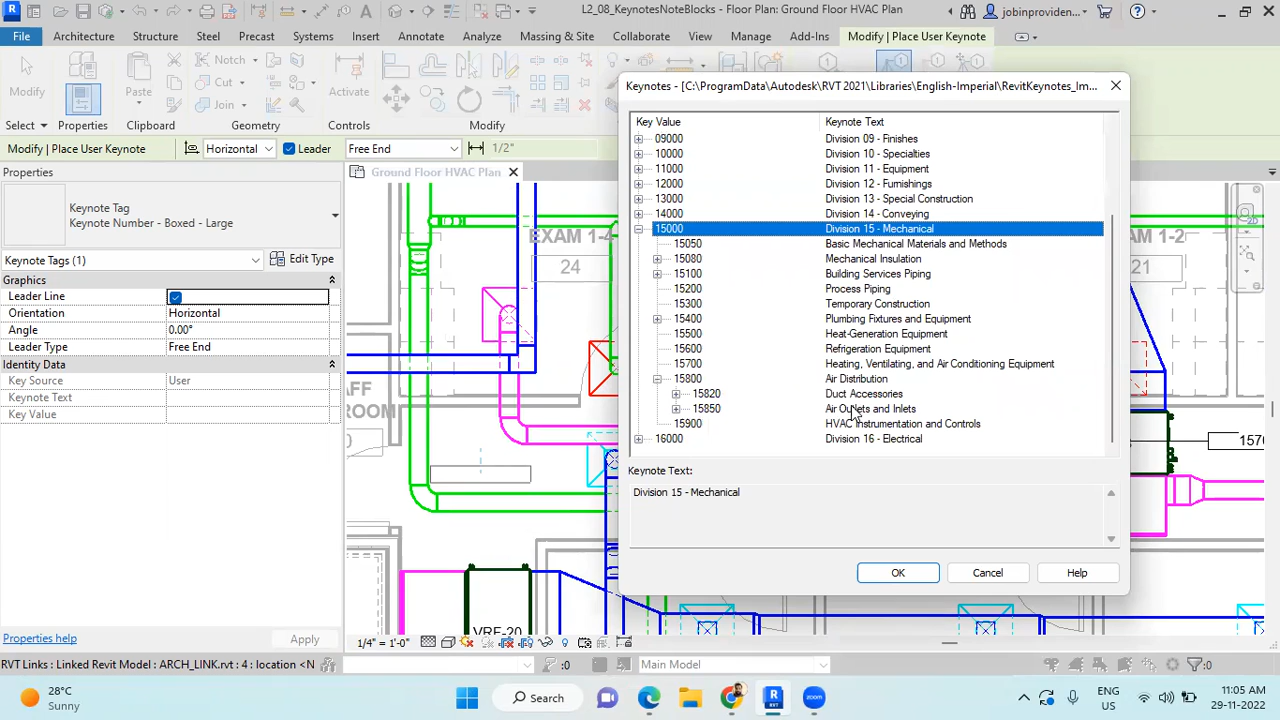 L2_08_KeynotesNoteBlocks - Floor Plan: Ground Floor HVAC Plan
jobinproviden...
File Architecture Structure Steel Precast Systems Insert Annotate Analyze Massing & Site Collaborate View Manage Add-Ins Modify | Place User Keynote
Modify
Notch
Cut
Join
Activate
Select Properties Clipboard Geometry Controls Modify
Modify | Place User Keynote Horizontal Leader Free End 1/2"
Properties
Keynote Tag
Keynote Number - Boxed - Large
Keynote Tags (1) Edit Type
Graphics
Leader Line
Orientation Horizontal
Angle 0.00°
Leader Type Free End
Identity Data
Key Source User
Keynote Text
Key Value
Properties help Apply
Ground Floor HVAC Plan
EXAM 1-4
24
21
VRF-20
Keynotes - [C:\ProgramData\Autodesk\RVT 2021\Libraries\English-Imperial\RevitKeynotes_Im...
Key Value Keynote Text
09000 Division 09 - Finishes
10000 Division 10 - Specialties
11000 Division 11 - Equipment
12000 Division 12 - Furnishings
13000 Division 13 - Special Construction
14000 Division 14 - Conveying
15000 Division 15 - Mechanical
15050 Basic Mechanical Materials and Methods
15080 Mechanical Insulation
15100 Building Services Piping
15200 Process Piping
15300 Temporary Construction
15400 Plumbing Fixtures and Equipment
15500 Heat-Generation Equipment
15600 Refrigeration Equipment
15700 Heating, Ventilating, and Air Conditioning Equipment
15800 Air Distribution
15820 Duct Accessories
15850 Air Outlets and Inlets
15900 HVAC Instrumentation and Controls
16000 Division 16 - Electrical
Keynote Text:
Division 15 - Mechanical
OK Cancel Help
1/4" = 1'-0"
RVT Links : Linked Revit Model : ARCH_LINK.rvt : 4 : location <N
:0
Main Model
:0
28°C
Sunny
Search
ENG
US
11:05 AM
29-11-2022